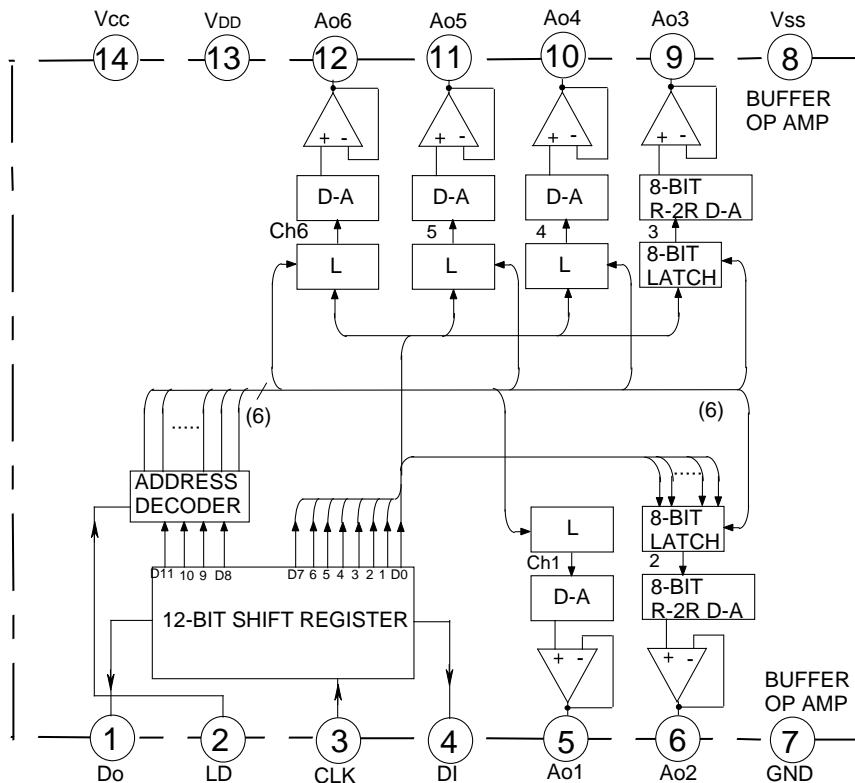 Vcc VDD Ao6 Ao5 Ao4 Ao3 Vss
14 13 12 11 10 9 8
BUFFER
OP AMP
+ - + - + - + -
D-A D-A D-A 8-BIT
R-2R D-A
Ch6 5 4 3
L L L 8-BIT
LATCH
(6) (6)
..... .....
ADDRESS
DECODER
8-BIT
LATCH
L
D11 10 9 D8 D7 6 5 4 3 2 1 D0
Ch1 2
12-BIT SHIFT REGISTER
D-A 8-BIT
R-2R D-A
+ - + -
BUFFER
OP AMP
1 2 3 4 5 6 7
Do LD CLK DI Ao1 Ao2 GND